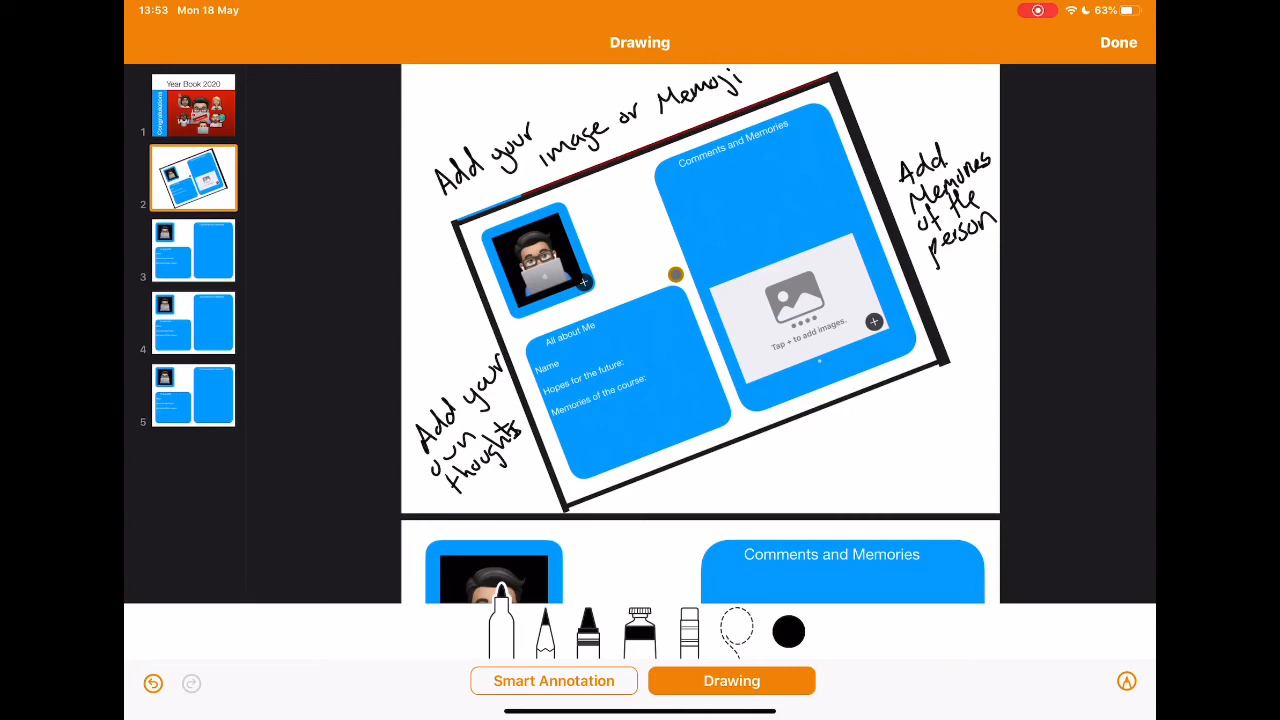 13:53 Mon 18 May
63%
Drawing
Done
Year Book 2020
Congratulations
1
2
3
4
5
Add your
image or Memoji
Comments and Memories
Add
Memories
of the
person
Tap + to add images.
All about Me
Name
Hopes for the future:
Memories of the course:
Add your
own
thoughts
Comments and Memories
Smart Annotation
Drawing